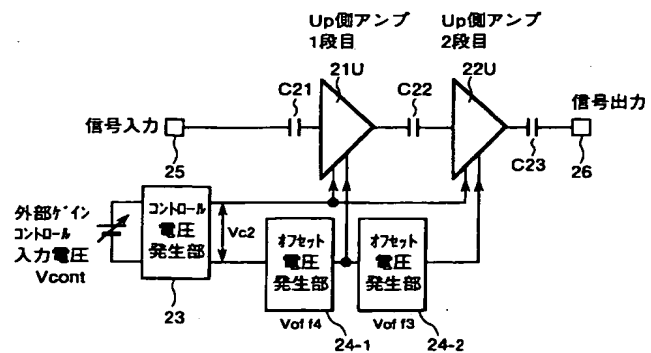 Up側アンプ
1段目
Up側アンプ
2段目
21U
22U
C21
C22
信号出力
信号入力
25
C23
26
外部ｹﾞｲﾝ
ｺﾝﾄﾛｰﾙ
入力電圧
Vcont
ｺﾝﾄﾛｰﾙ
電圧
発生部
23
Vc2
ｵﾌｾｯﾄ
電圧
発生部
ｵﾌｾｯﾄ
電圧
発生部
Voff4
24-1
Voff3
24-2